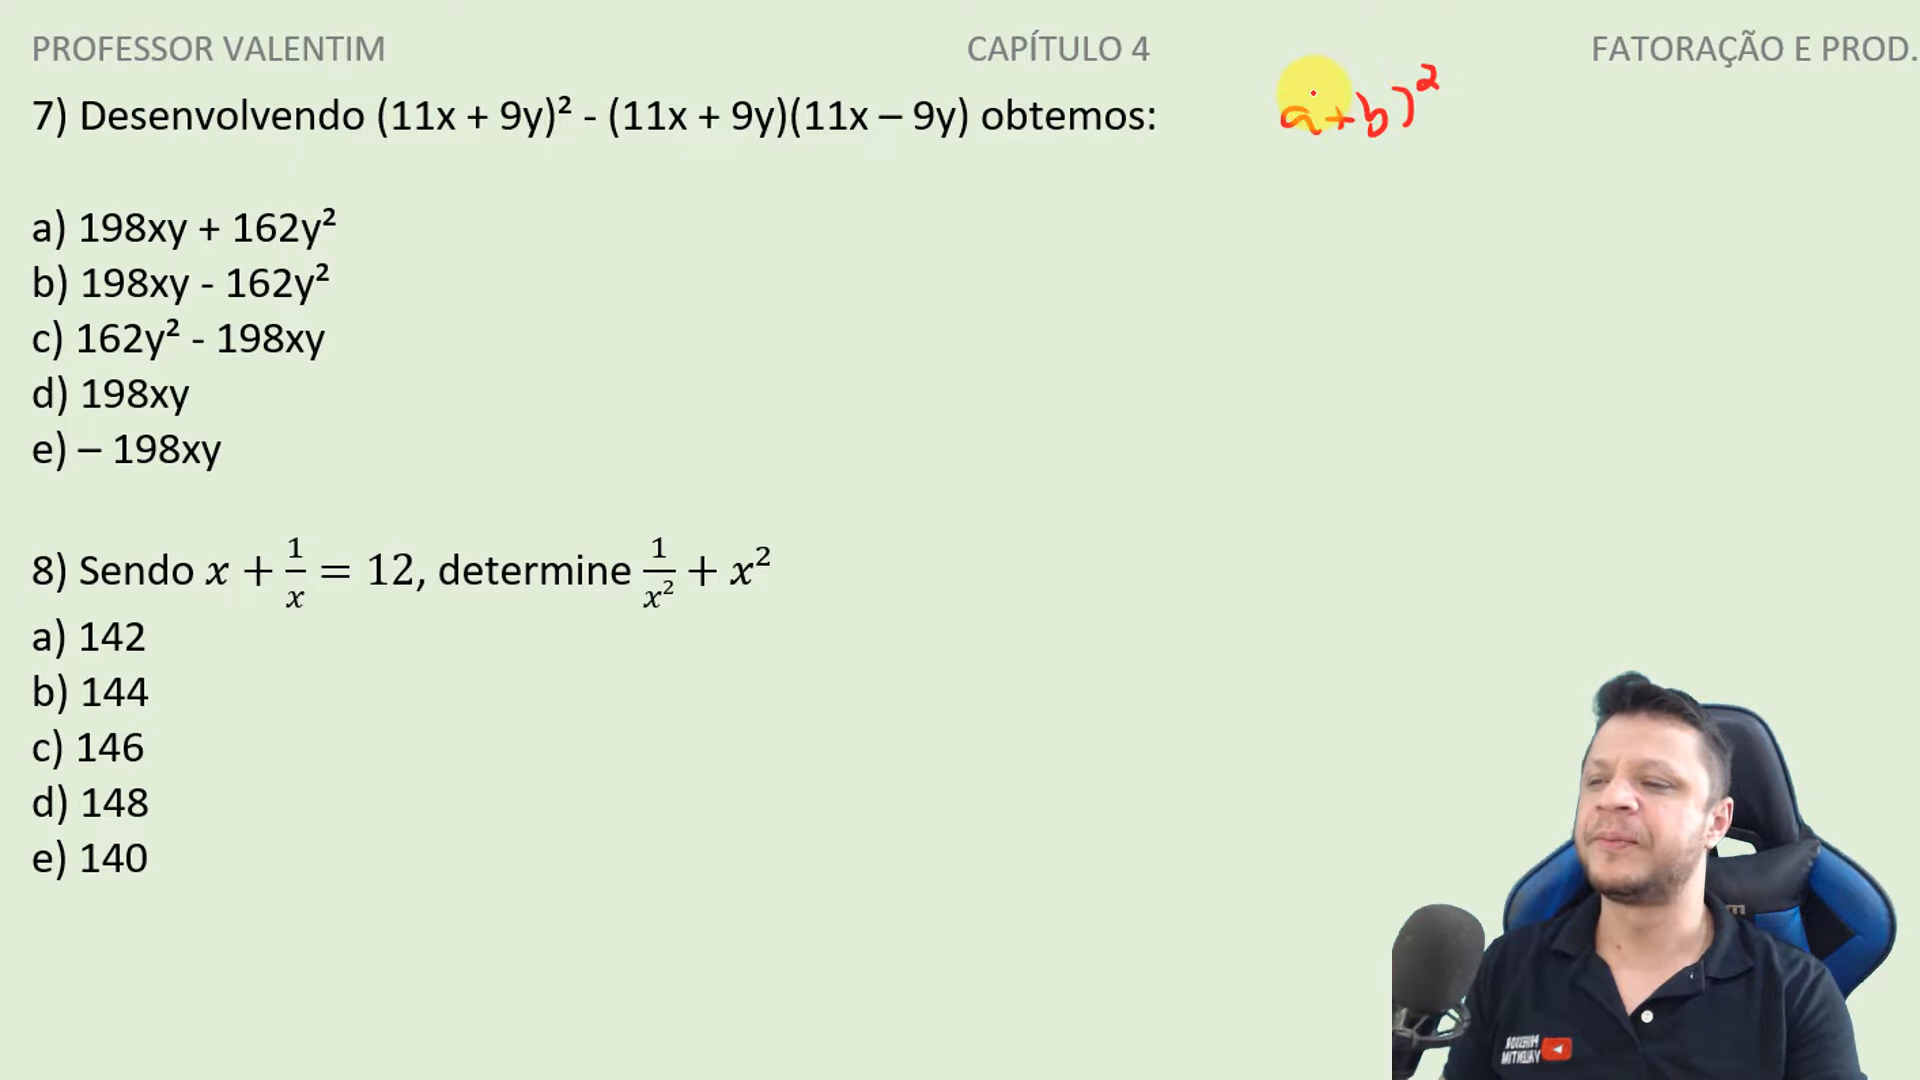 PROFESSOR VALENTIM CAPÍTULO 4 FATORAÇÃO E PROD.
7) Desenvolvendo (11x + 9y)² - (11x + 9y)(11x – 9y) obtemos: a+b)²
a) 198xy + 162y²
b) 198xy - 162y²
c) 162y² - 198xy
d) 198xy
e) – 198xy
8) Sendo x + 1/x = 12, determine 1/x² + x²
a) 142
b) 144
c) 146
d) 148
e) 140
PROFESSOR
VALENTIM